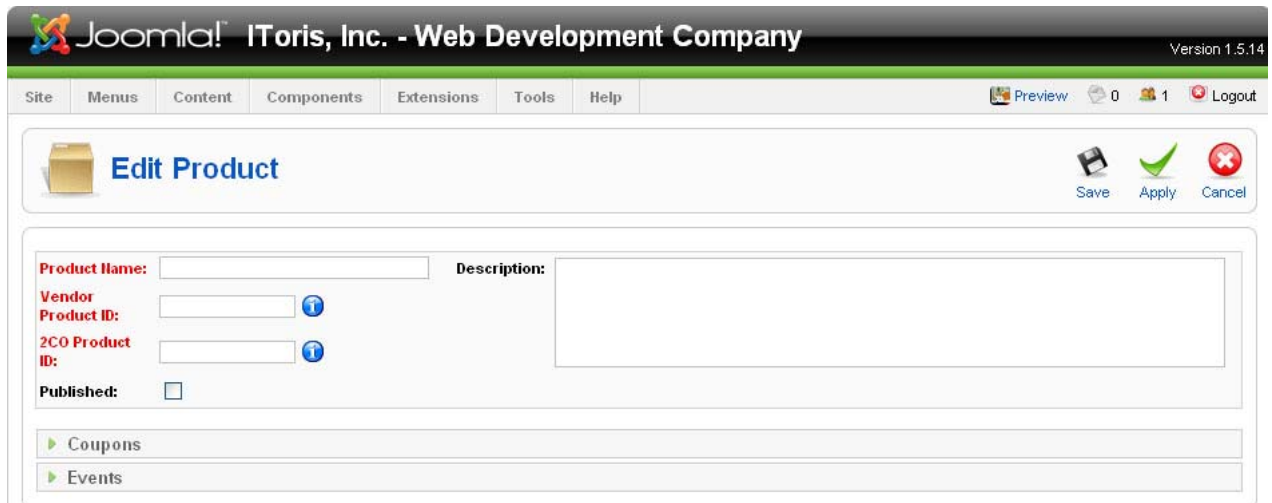 Joomla! IToris, Inc. - Web Development Company
Version 1.5.14
Site Menus Content Components Extensions Tools Help Preview 0 1 Logout
Edit Product
Save Apply Cancel
Product Name: Description:
Vendor
Product ID:
2CO Product
ID:
Published:
Coupons
Events